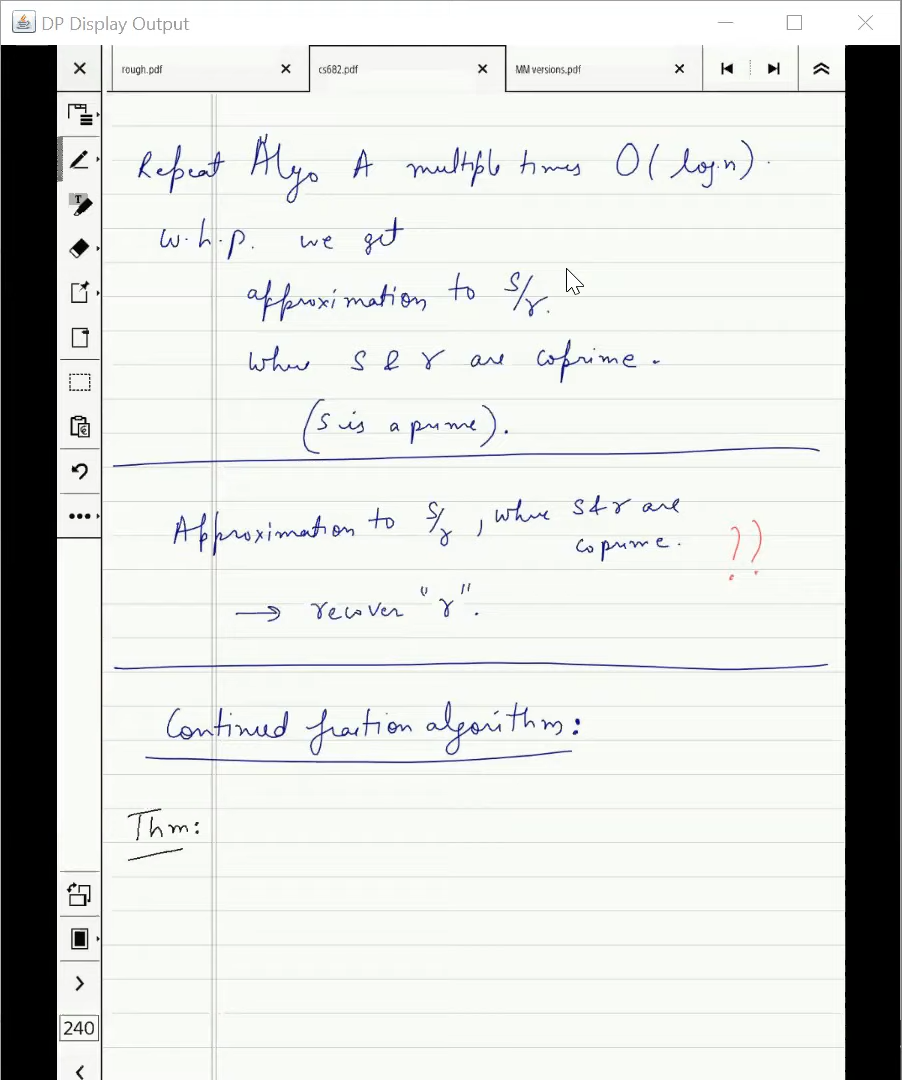 DP Display Output
rough.pdf
cs682.pdf
MM versions.pdf
Repeat Algo A multiple times O(log n).
w.h.p. we get
approximation to s/r.
where s & r are coprime.
(s is a prime).
Approximation to s/r, where s & r are
coprime. ??
→ recover "r".
Continued fraction algorithm:
Thm:
240